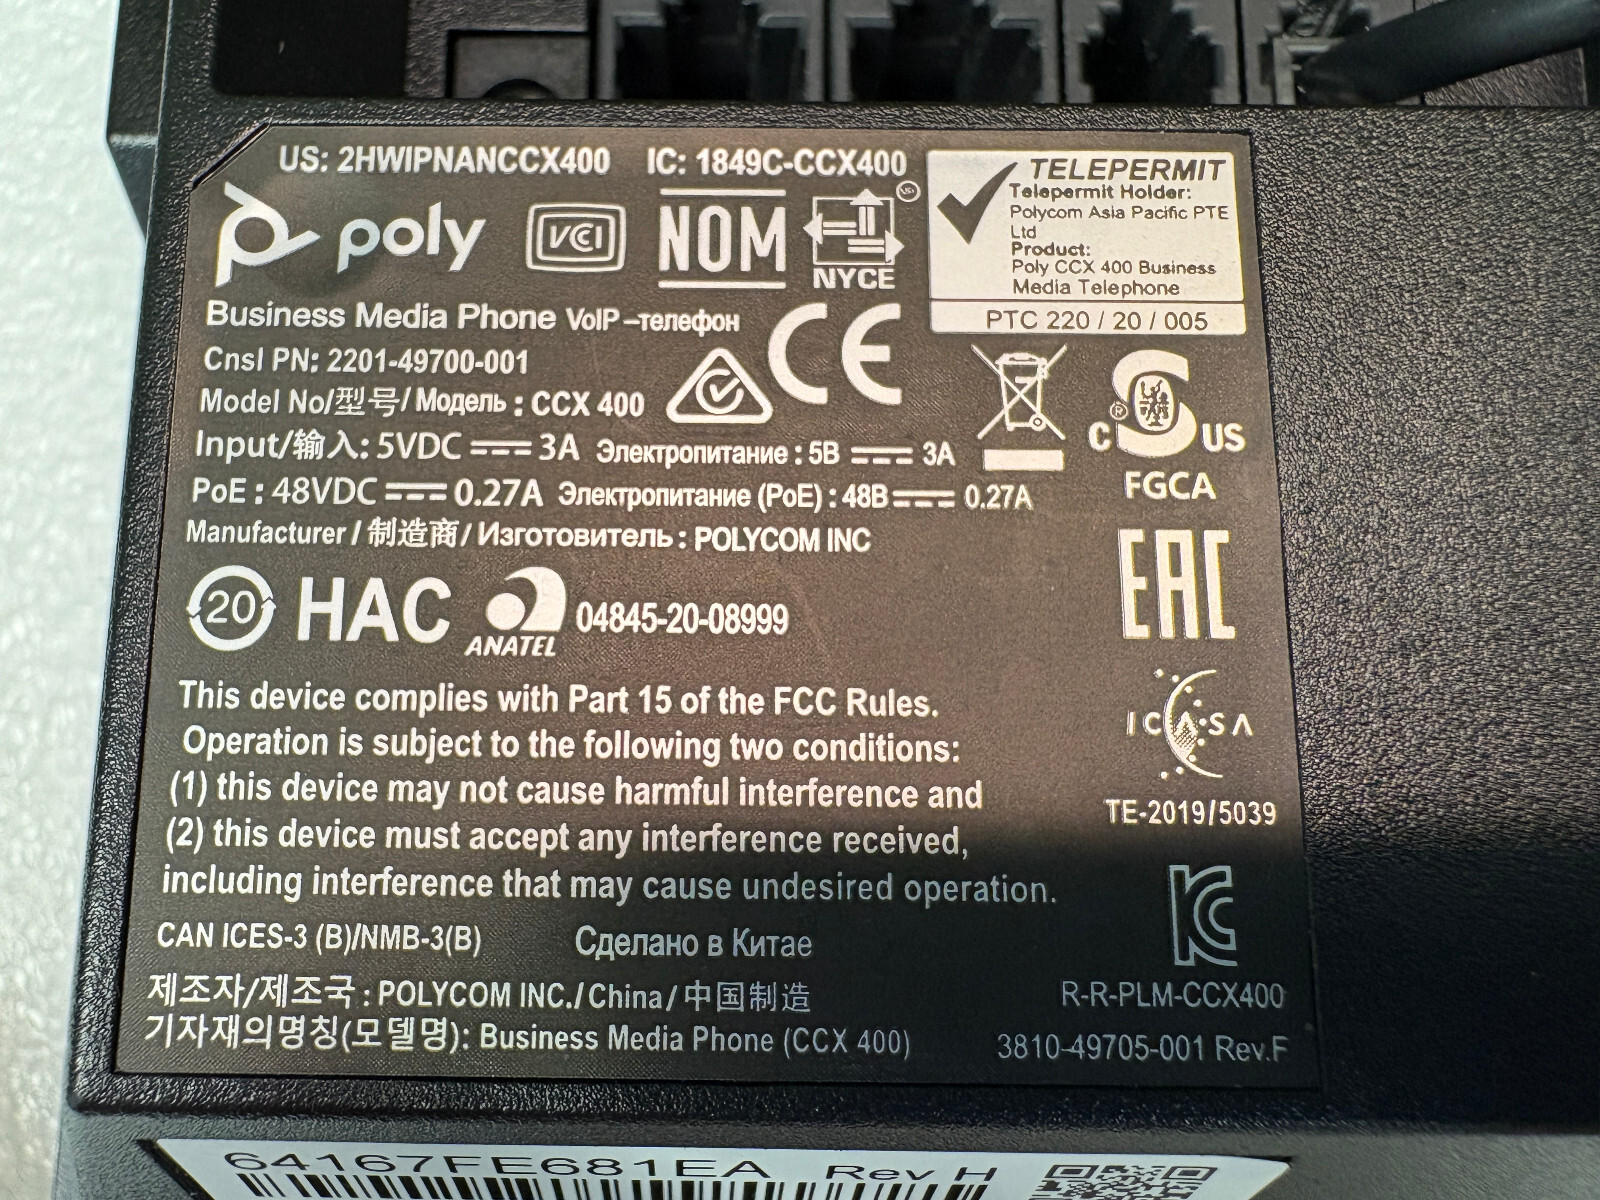 US: 2HWIPNANCCX400 IC: 1849C-CCX400
poly
VCI
NOM
NYCE
TELEPERMIT
Telepermit Holder:
Polycom Asia Pacific PTE
Ltd
Product:
Poly CCX 400 Business
Media Telephone
PTC 220 / 20 / 005
Business Media Phone VoIP –телефон
CE
Cnsl PN: 2201-49700-001
Model No/型号/Модель : CCX 400
C S ® US
FGCA
Input/输入: 5VDC 3A Электропитание : 5В 3А
PoE : 48VDC 0.27A Электропитание (PoE) : 48В 0.27А
Manufacturer / 制造商 / Изготовитель : POLYCOM INC
EAC
20 HAC ANATEL 04845-20-08999
This device complies with Part 15 of the FCC Rules.
Operation is subject to the following two conditions:
(1) this device may not cause harmful interference and
(2) this device must accept any interference received,
including interference that may cause undesired operation.
ICASA
TE-2019/5039
CAN ICES-3 (B)/NMB-3(B) Сделано в Китае
KC
제조자/제조국 : POLYCOM INC./China/中国制造
R-R-PLM-CCX400
기자재의명칭(모델명): Business Media Phone (CCX 400)
3810-49705-001 Rev.F
64167FE681EA Rev H